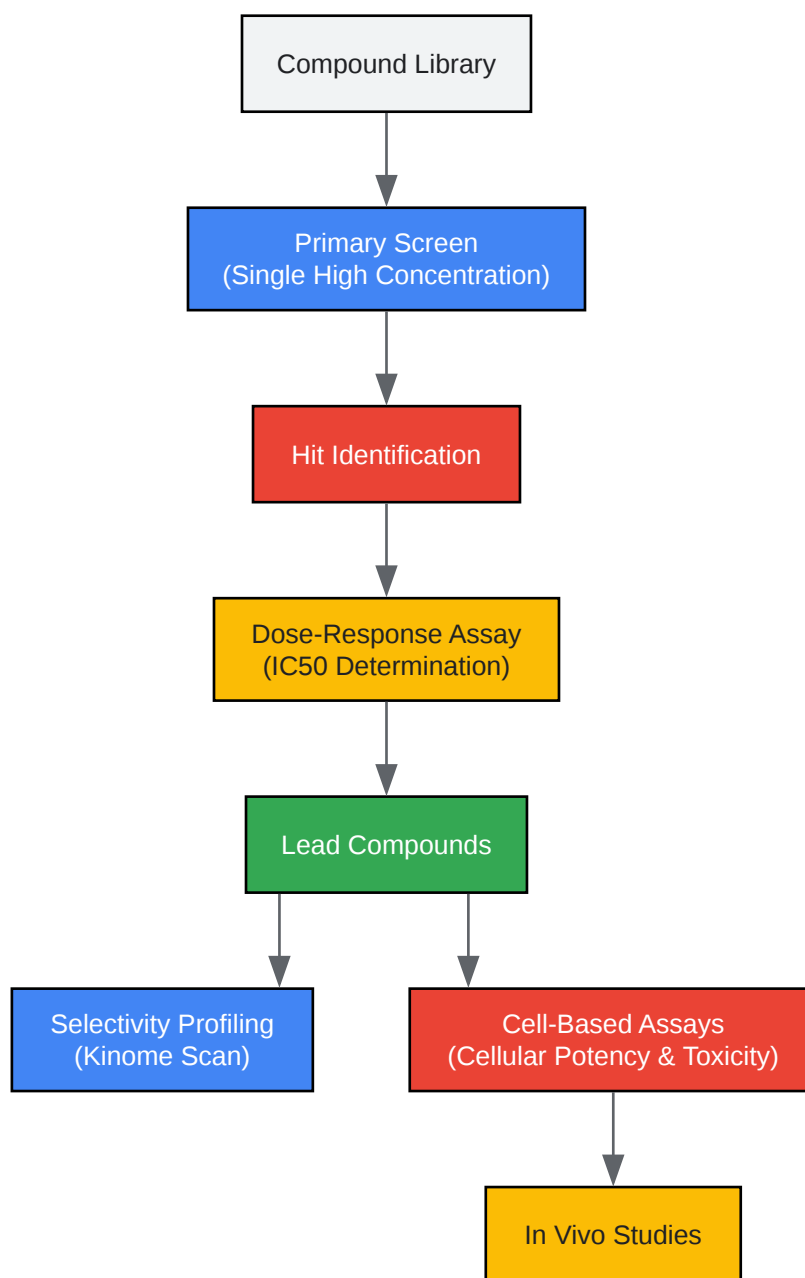 Compound Library
Primary Screen
(Single High Concentration)
Hit Identification
Dose-Response Assay
(IC50 Determination)
Lead Compounds
Selectivity Profiling
(Kinome Scan)
Cell-Based Assays
(Cellular Potency & Toxicity)
In Vivo Studies